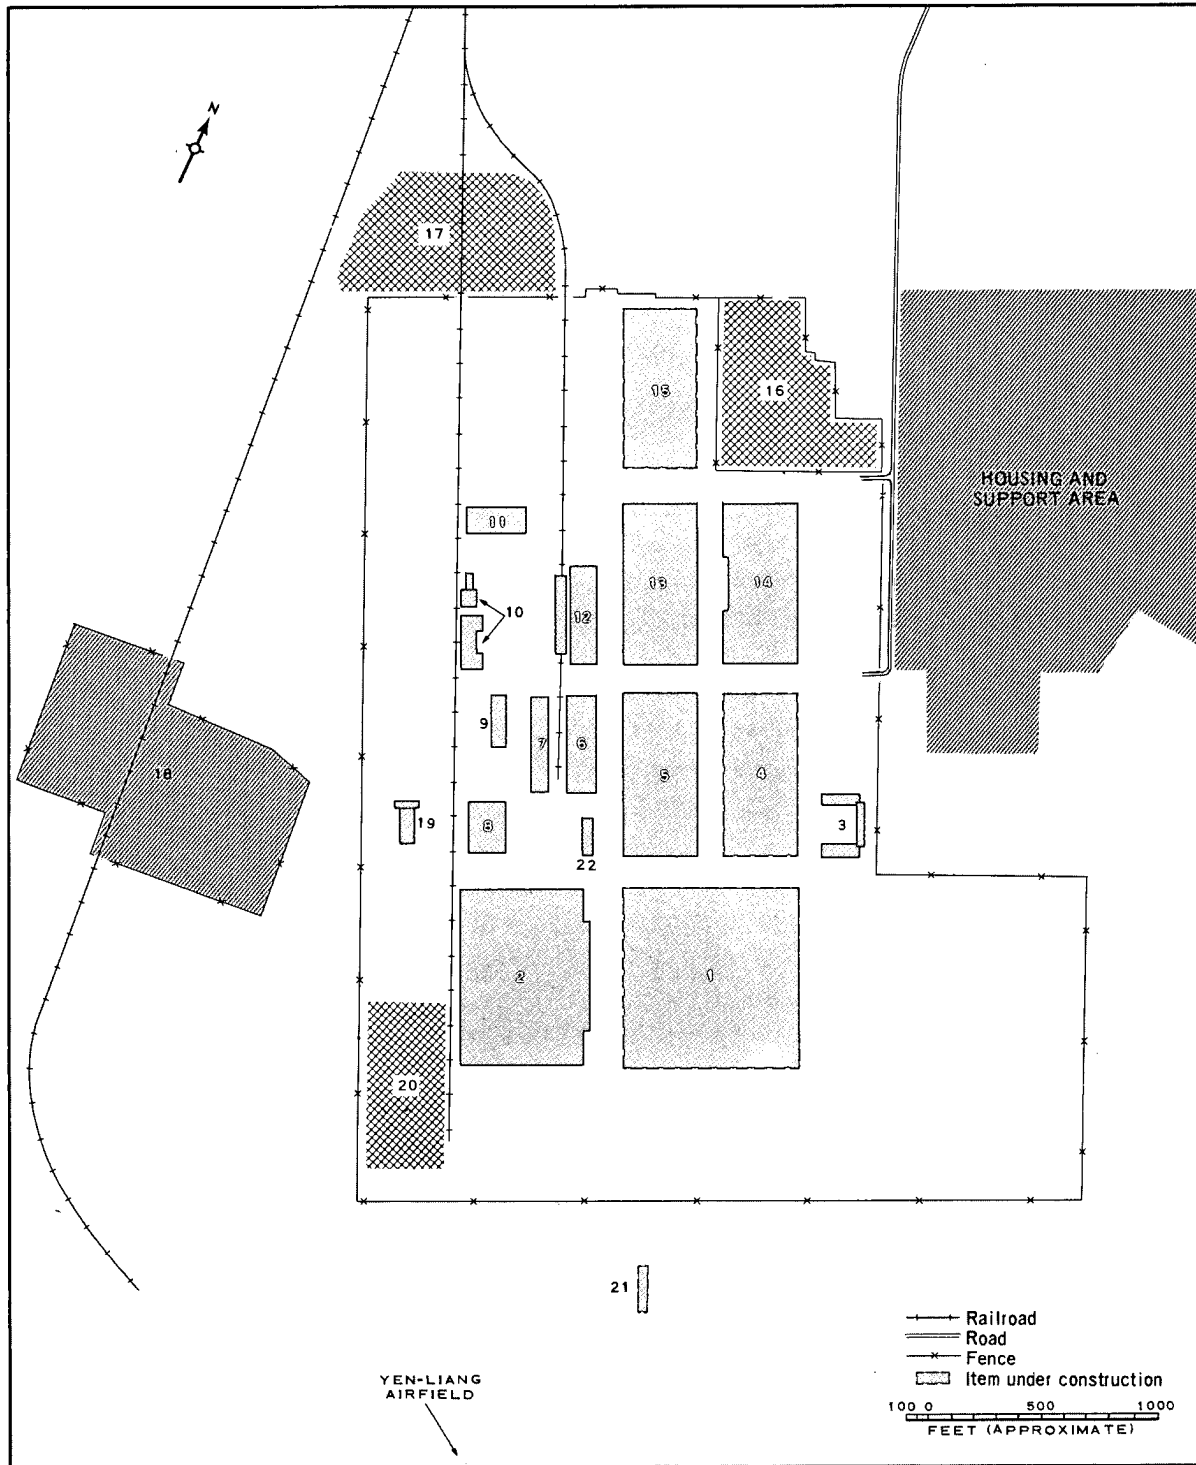 N
17
15
16
HOUSING AND
SUPPORT AREA
11
13
14
10
12
9
7
6
5
4
18
19
8
3
22
2
1
20
21
Railroad
Road
Fence
Item under construction
YEN-LIANG
AIRFIELD
100 0 500 1000
FEET (APPROXIMATE)